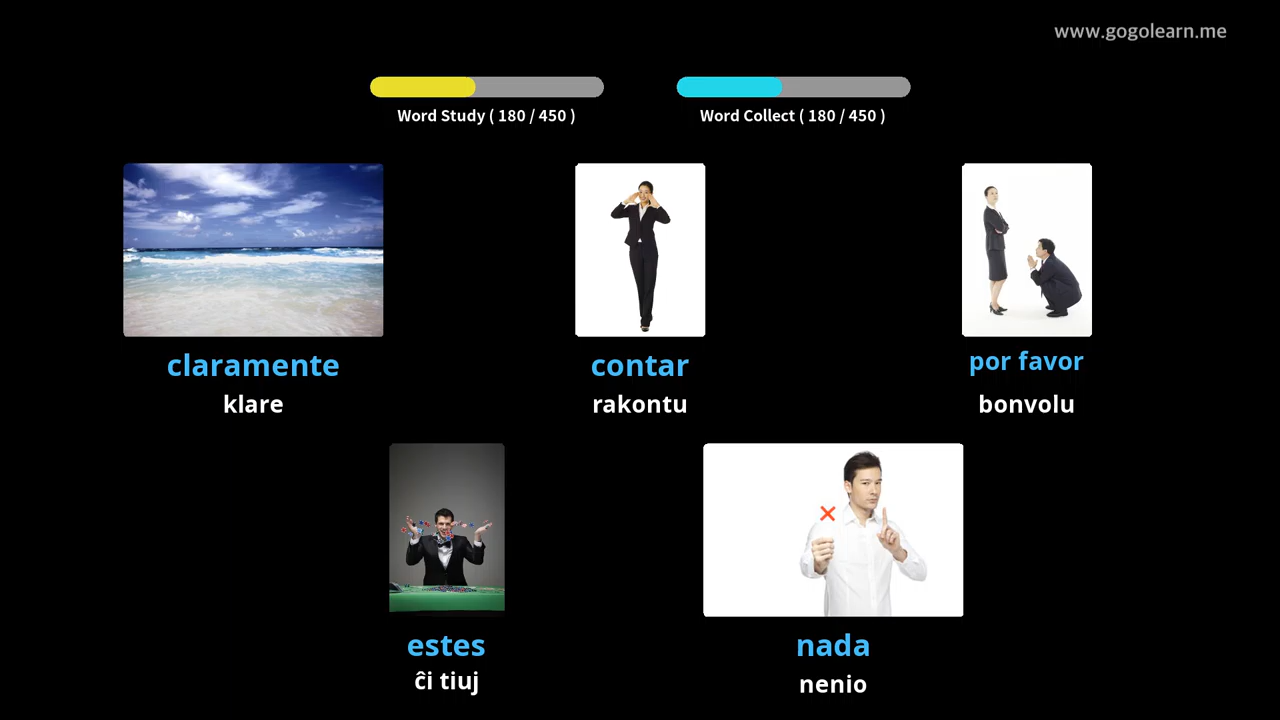 www.gogolearn.me
Word Study ( 180 / 450 )
Word Collect ( 180 / 450 )
claramente
klare
contar
rakontu
por favor
bonvolu
estes
ĉi tiuj
nada
nenio